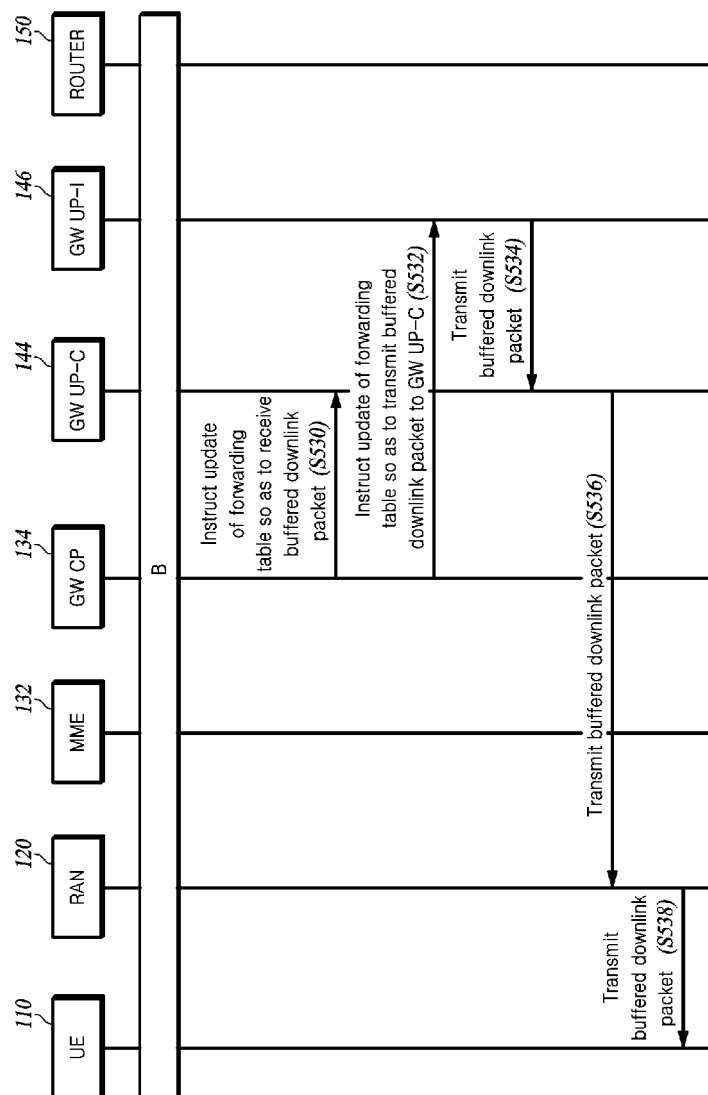 110
120
132
134
144
146
150
UE
RAN
MME
GW CP
GW UP-C
GW UP-I
ROUTER
B
Instruct update
of forwarding
table so as to receive
buffered downlink
packet (S530)
Instruct update of forwarding
table so as to transmit buffered
downlink packet to GW UP-C (S532)
Transmit
buffered downlink
packet (S534)
Transmit buffered downlink packet (S536)
Transmit
buffered downlink
packet (S538)